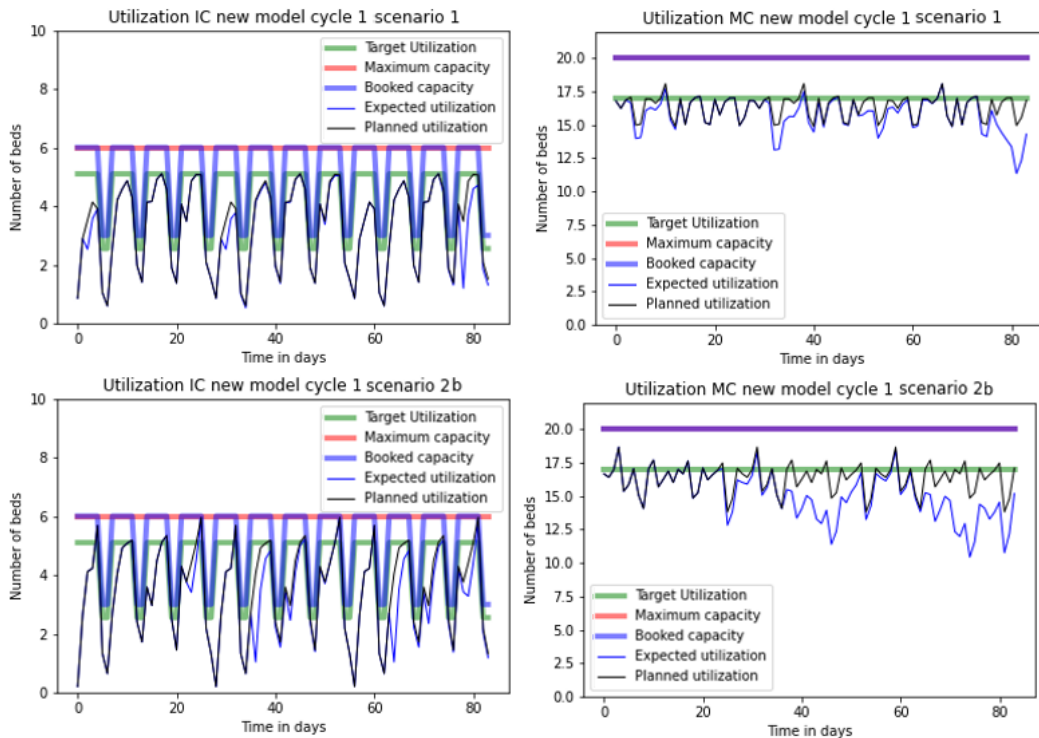 Utilization IC new model cycle 1 scenario 1
Number of beds
10
8
6
4
2
0
Target Utilization
Maximum capacity
Booked capacity
Expected utilization
Planned utilization
0 20 40 60 80
Time in days
Utilization MC new model cycle 1 scenario 1
Number of beds
20.0
17.5
15.0
12.5
10.0
7.5
5.0
2.5
0.0
Target Utilization
Maximum capacity
Booked capacity
Expected utilization
Planned utilization
0 20 40 60 80
Time in days
Utilization IC new model cycle 1 scenario 2b
Number of beds
10
8
6
4
2
0
Target Utilization
Maximum capacity
Booked capacity
Expected utilization
Planned utilization
0 20 40 60 80
Time in days
Utilization MC new model cycle 1 scenario 2b
Number of beds
20.0
17.5
15.0
12.5
10.0
7.5
5.0
2.5
0.0
Target Utilization
Maximum capacity
Booked capacity
Expected utilization
Planned utilization
0 20 40 60 80
Time in days